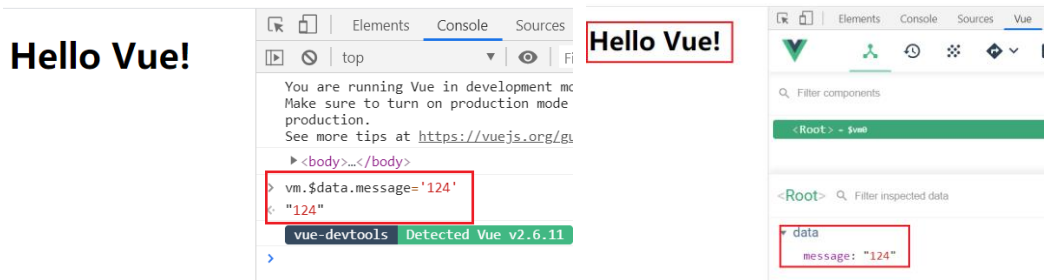 Hello Vue!
Elements Console Sources
top
You are running Vue in development mo
Make sure to turn on production mode
production.
See more tips at https://vuejs.org/gu
<body>…</body>
vm.$data.message='124'
"124"
vue-devtools Detected Vue v2.6.11
Hello Vue!
Elements Console Sources Vue
Filter components
<Root> = $vm0
<Root> Filter inspected data
data
message: "124"